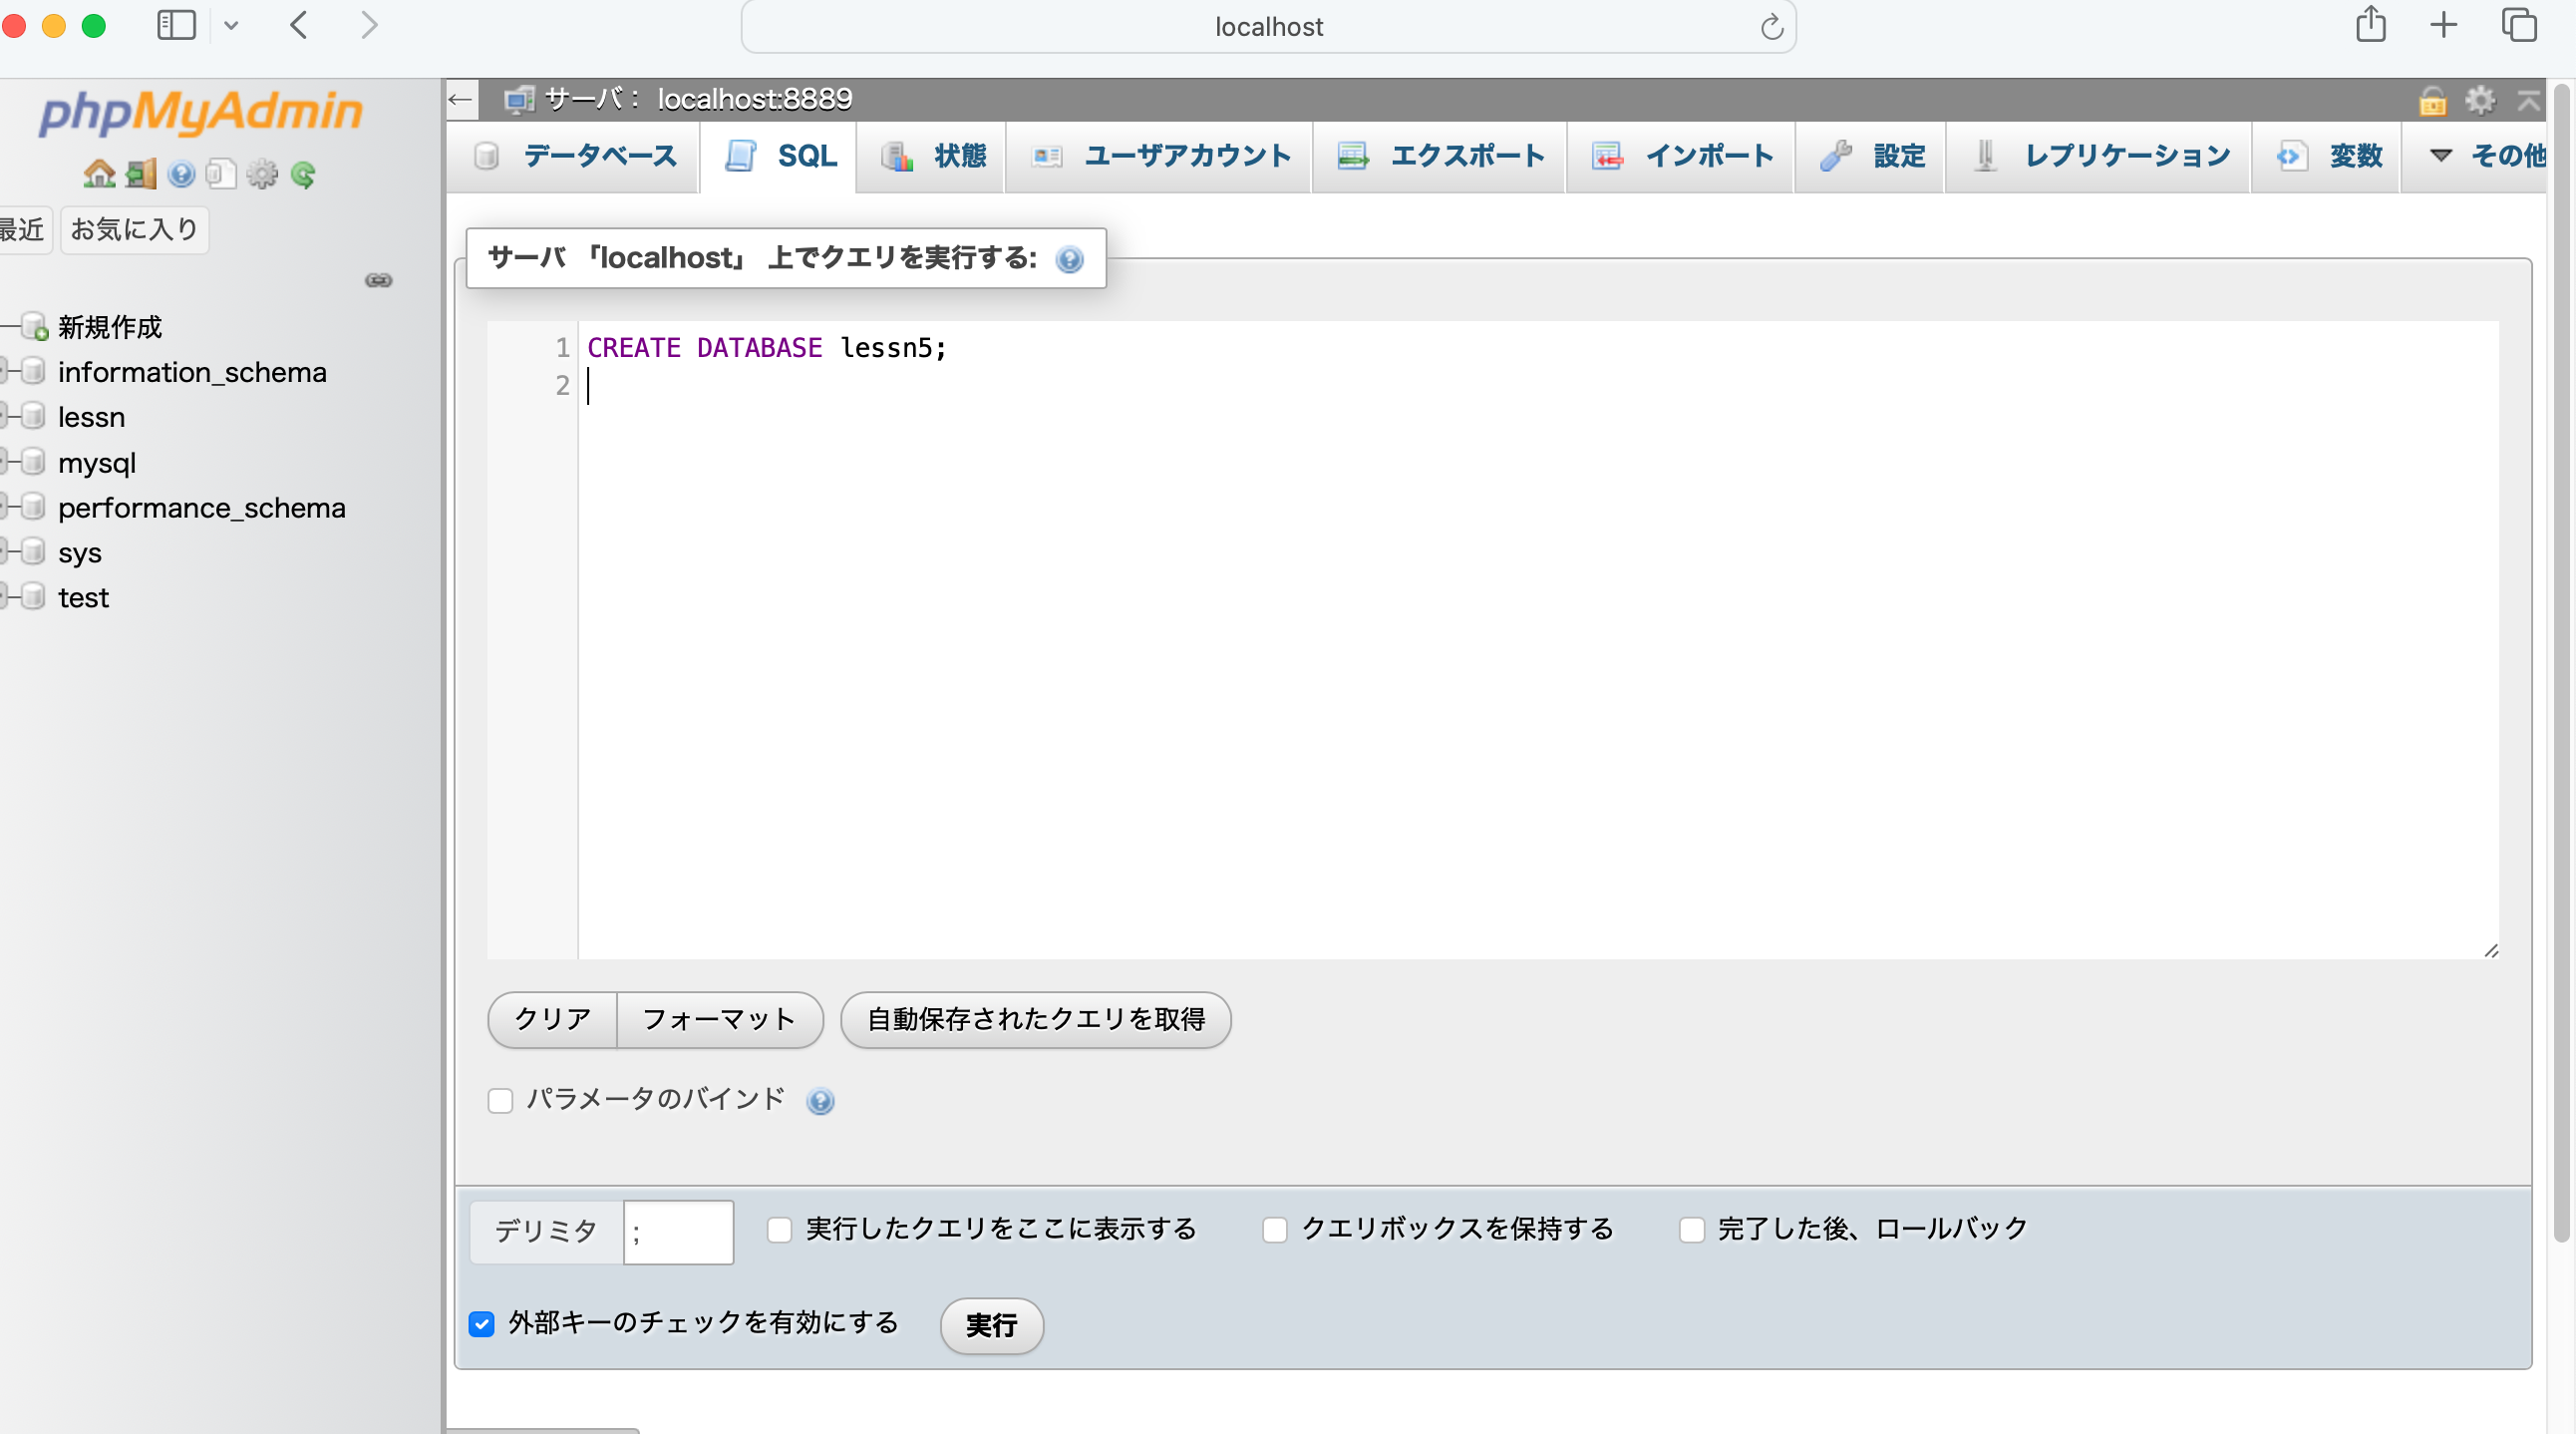 localhost
phpMyAdmin
最近 お気に入り
新規作成
information_schema
lessn
mysql
performance_schema
sys
test
サーバ： localhost:8889
データベース SQL 状態 ユーザアカウント エクスポート インポート 設定 レプリケーション 変数 その他
サーバ 「localhost」 上でクエリを実行する:
1 CREATE DATABASE lessn5;
2
クリア フォーマット 自動保存されたクエリを取得
パラメータのバインド
デリミタ ; 実行したクエリをここに表示する クエリボックスを保持する 完了した後、ロールバック
外部キーのチェックを有効にする 実行